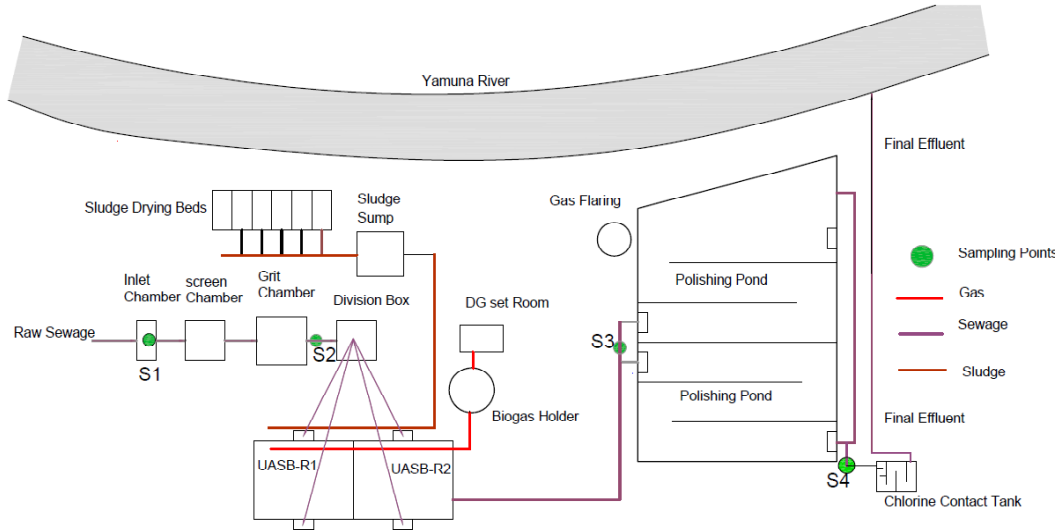 Yamuna River
Final Effluent
Sludge Drying Beds
Sludge
Sump
Gas Flaring
Sampling Points
Inlet
Chamber
screen
Chamber
Grit
Chamber
Division Box
DG set Room
Polishing Pond
Gas
Raw Sewage
S1
S2
S3
Sewage
Sludge
Biogas Holder
Polishing Pond
Final Effluent
UASB-R1
UASB-R2
S4
Chlorine Contact Tank